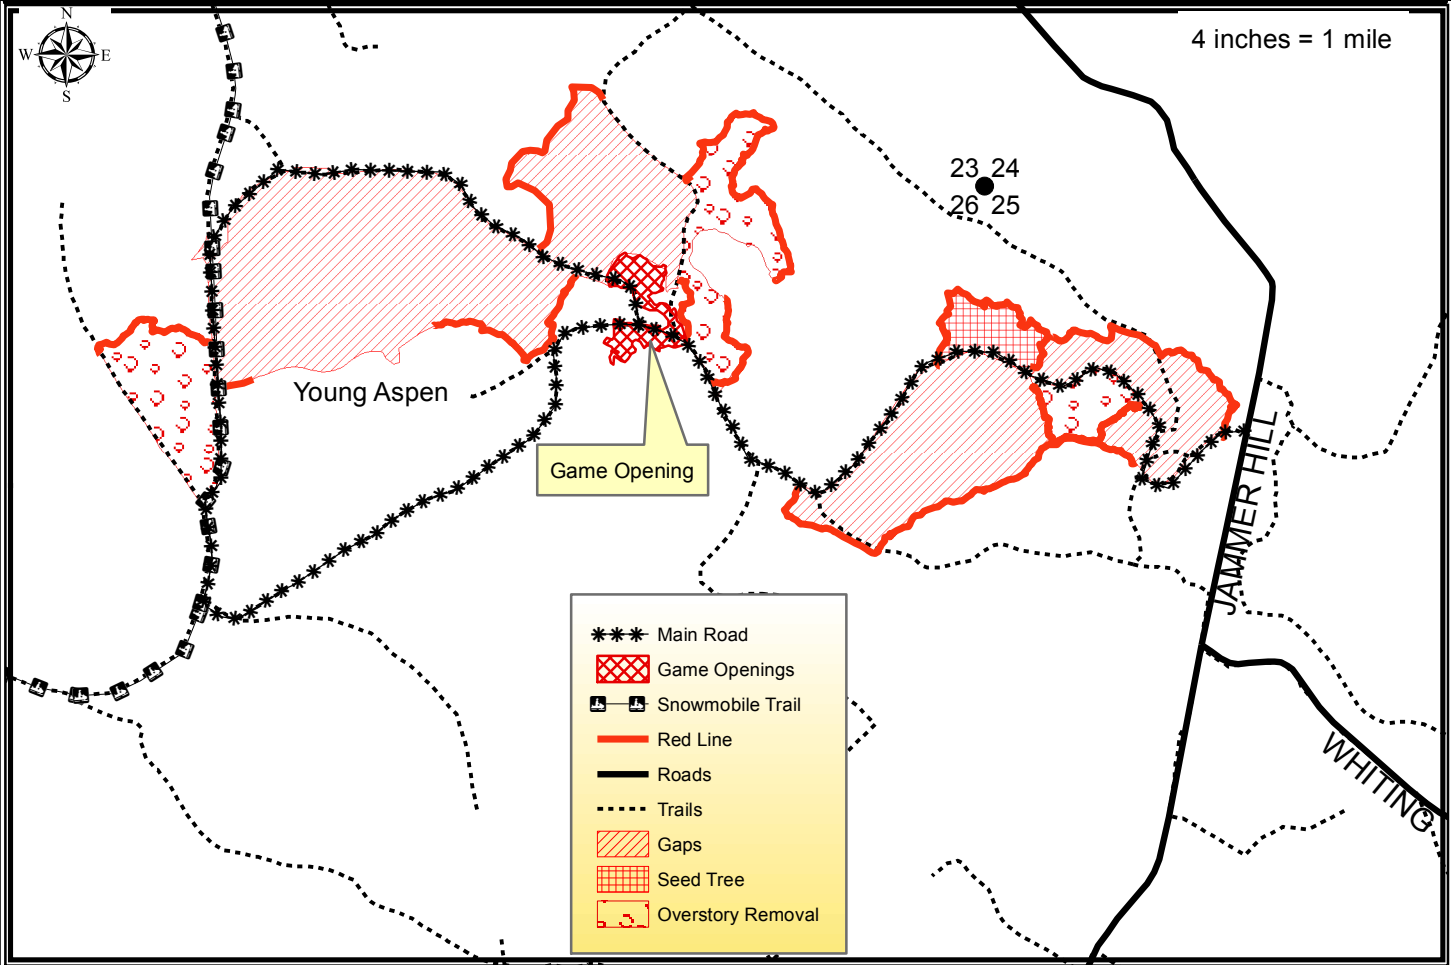 N
W E
S
4 inches = 1 mile
23 24
26 25
Young Aspen
Game Opening
JAMMER HILL
WHITING
Main Road
Game Openings
Snowmobile Trail
Red Line
Roads
Trails
Gaps
Seed Tree
Overstory Removal